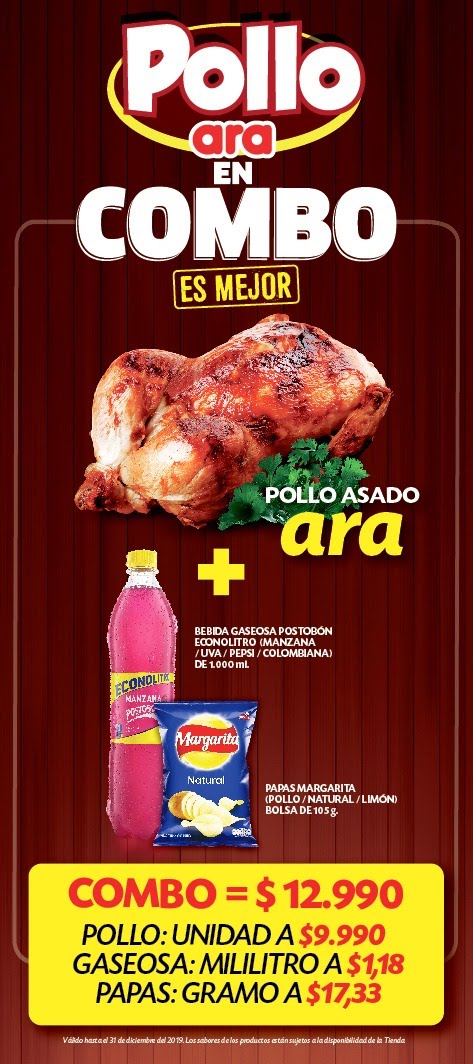 Pollo
ara
EN
COMBO
ES MEJOR
POLLO ASADO
ara
+
BEBIDA GASEOSA POSTOBÓN
ECONOLITRO (MANZANA
/ UVA / PEPSI / COLOMBIANA)
DE 1.000 mL
ECONOLITRO
MANZANA
POSTOBÓN
Margarita
Natural
PAPAS MARGARITA
(POLLO / NATURAL / LIMÓN)
BOLSA DE 105 g.
COMBO = $ 12.990
POLLO: UNIDAD A $9.990
GASEOSA: MILILITRO A $1,18
PAPAS: GRAMO A $17,33
Válido hasta el 31 de diciembre del 2019. Los sabores de los productos están sujetos a la disponibilidad de la Tienda